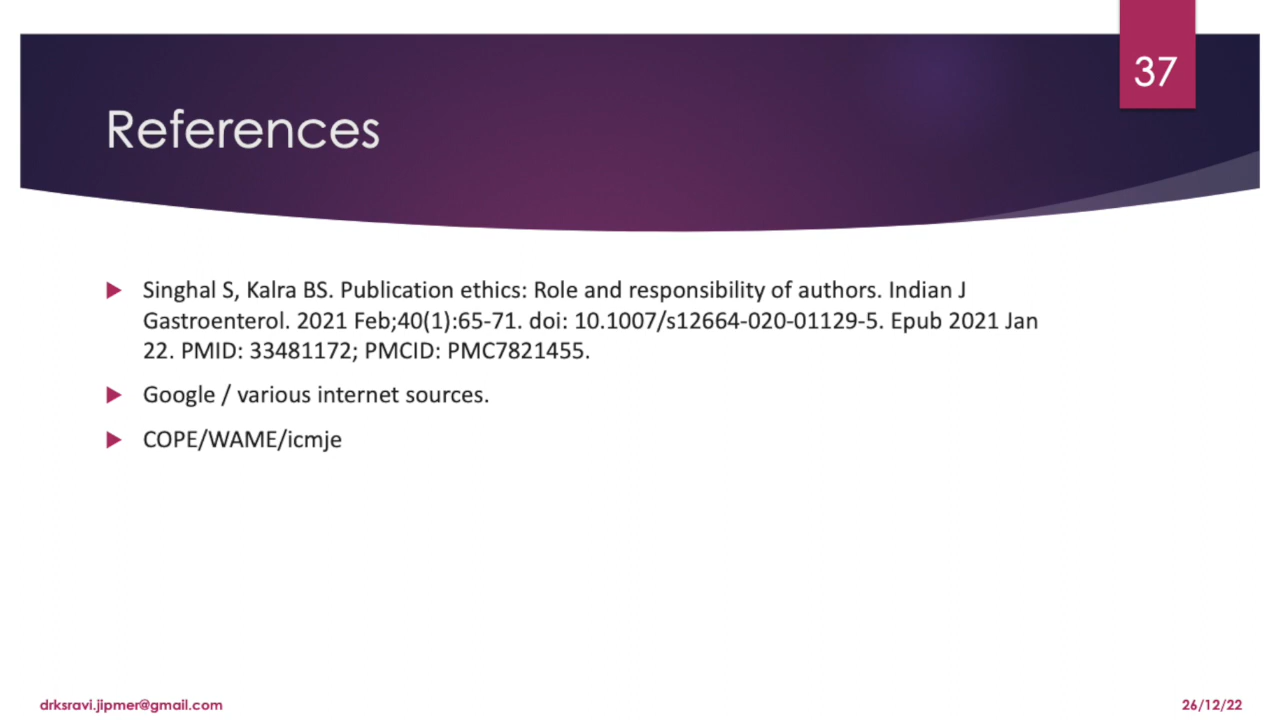 37
References
Singhal S, Kalra BS. Publication ethics: Role and responsibility of authors. Indian J
Gastroenterol. 2021 Feb;40(1):65-71. doi: 10.1007/s12664-020-01129-5. Epub 2021 Jan
22. PMID: 33481172; PMCID: PMC7821455.
Google / various internet sources.
COPE/WAME/icmje
drksravi.jipmer@gmail.com
26/12/22